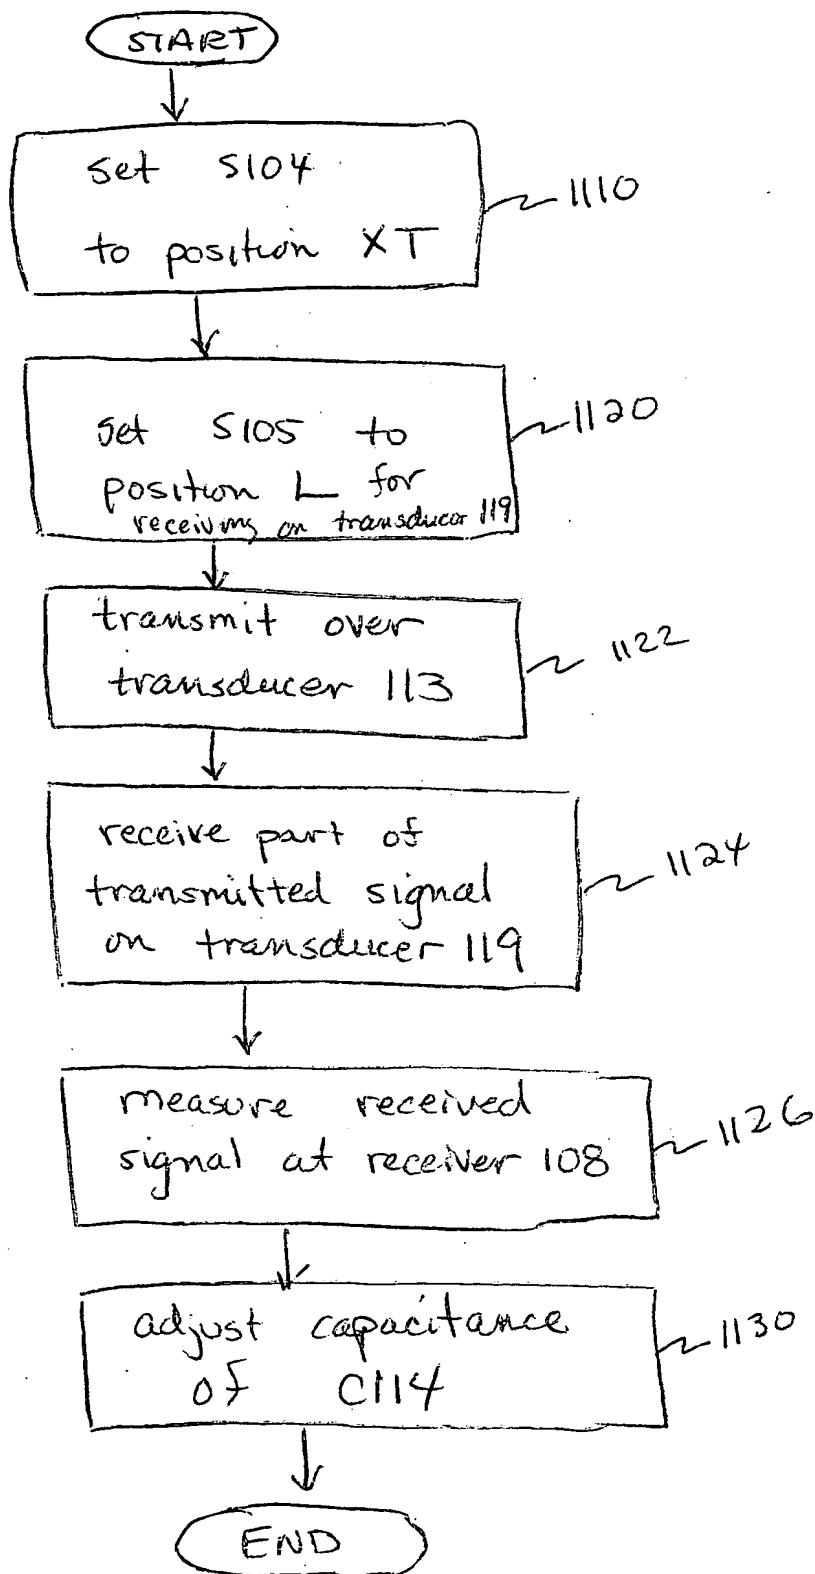 START
set S104
to position XT
1110
set S105 to
position L for
receiving on transducor 119
1120
transmit over
transducer 113
1122
receive part of
transmitted signal
on transducer 119
1124
measure received
signal at receiver 108
1126
adjust capacitance
of C114
1130
END